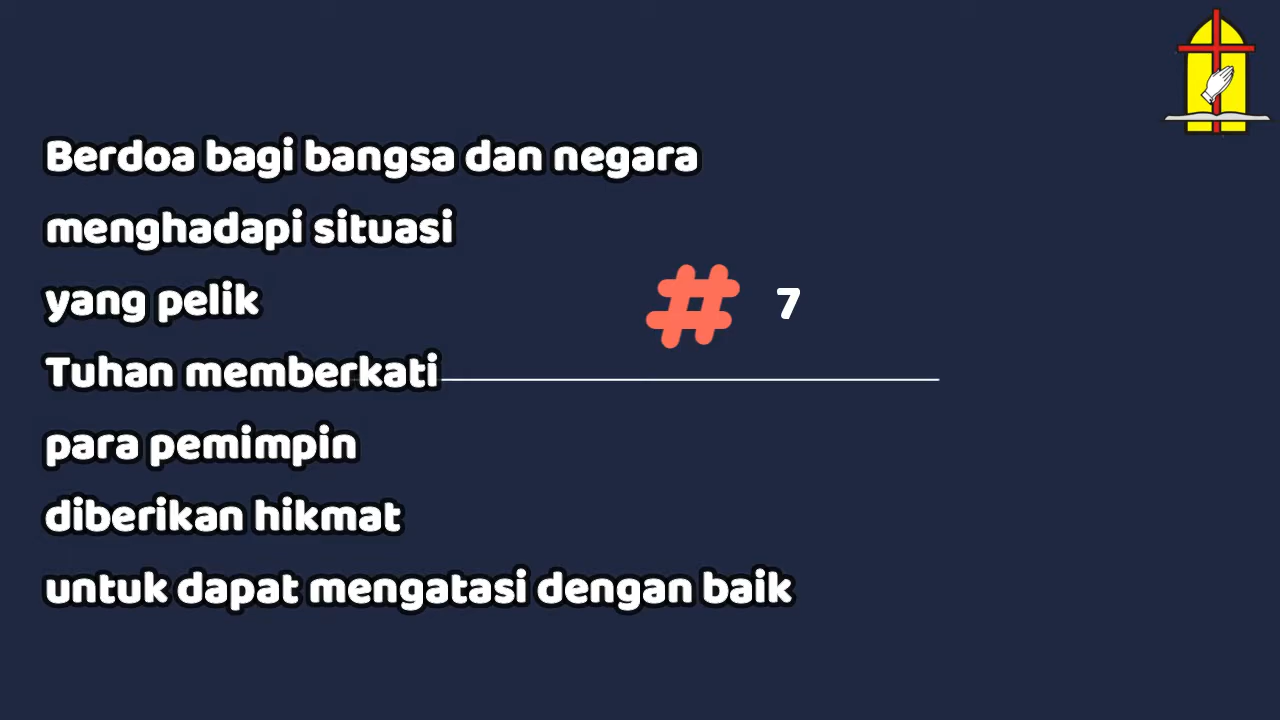 Berdoa bagi bangsa dan negara
menghadapi situasi
yang pelik
# 7
Tuhan memberkati
para pemimpin
diberikan hikmat
untuk dapat mengatasi dengan baik